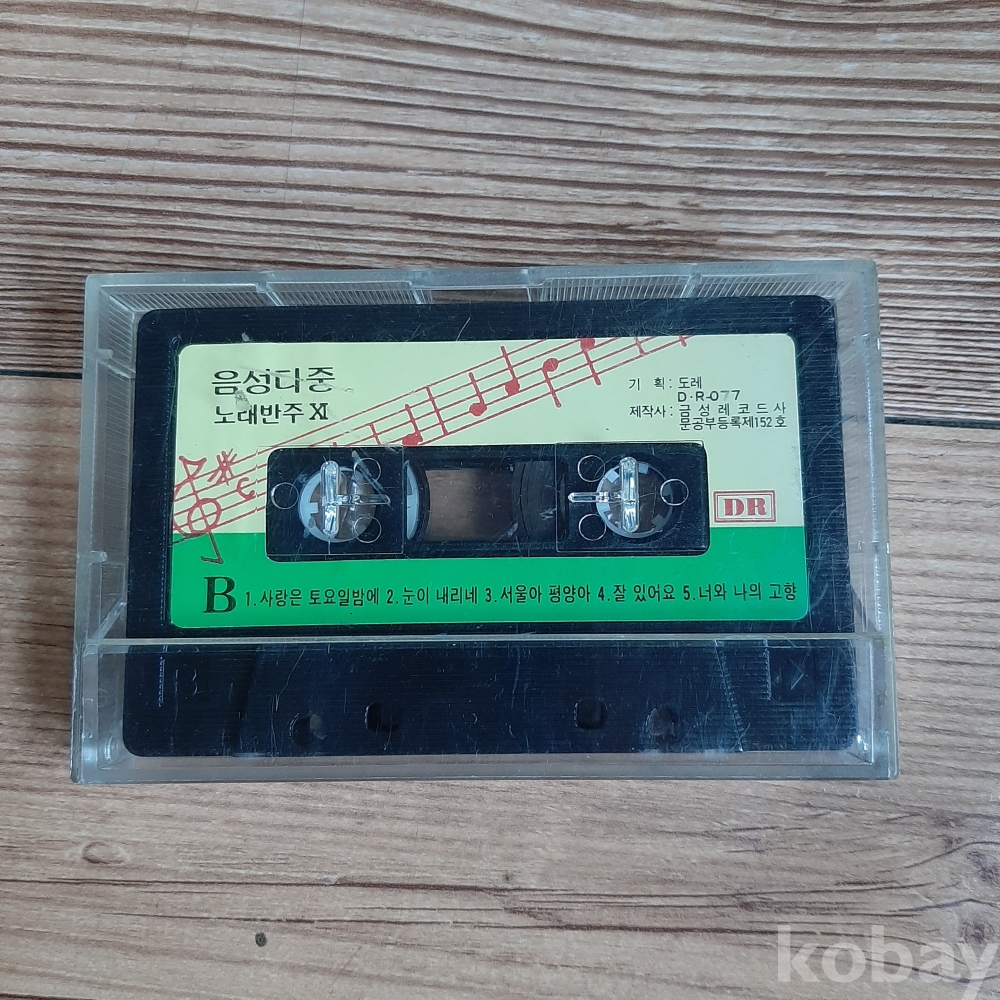 음성다중
노래반주 XI
기 획 : 도레
D·R-077
제작사 : 금성레코드사
문공부등록제152호
DR
B 1. 사랑은 토요일밤에 2. 눈이 내리네 3. 서울아 평양아 4. 잘 있어요 5. 너와 나의 고향
kobay